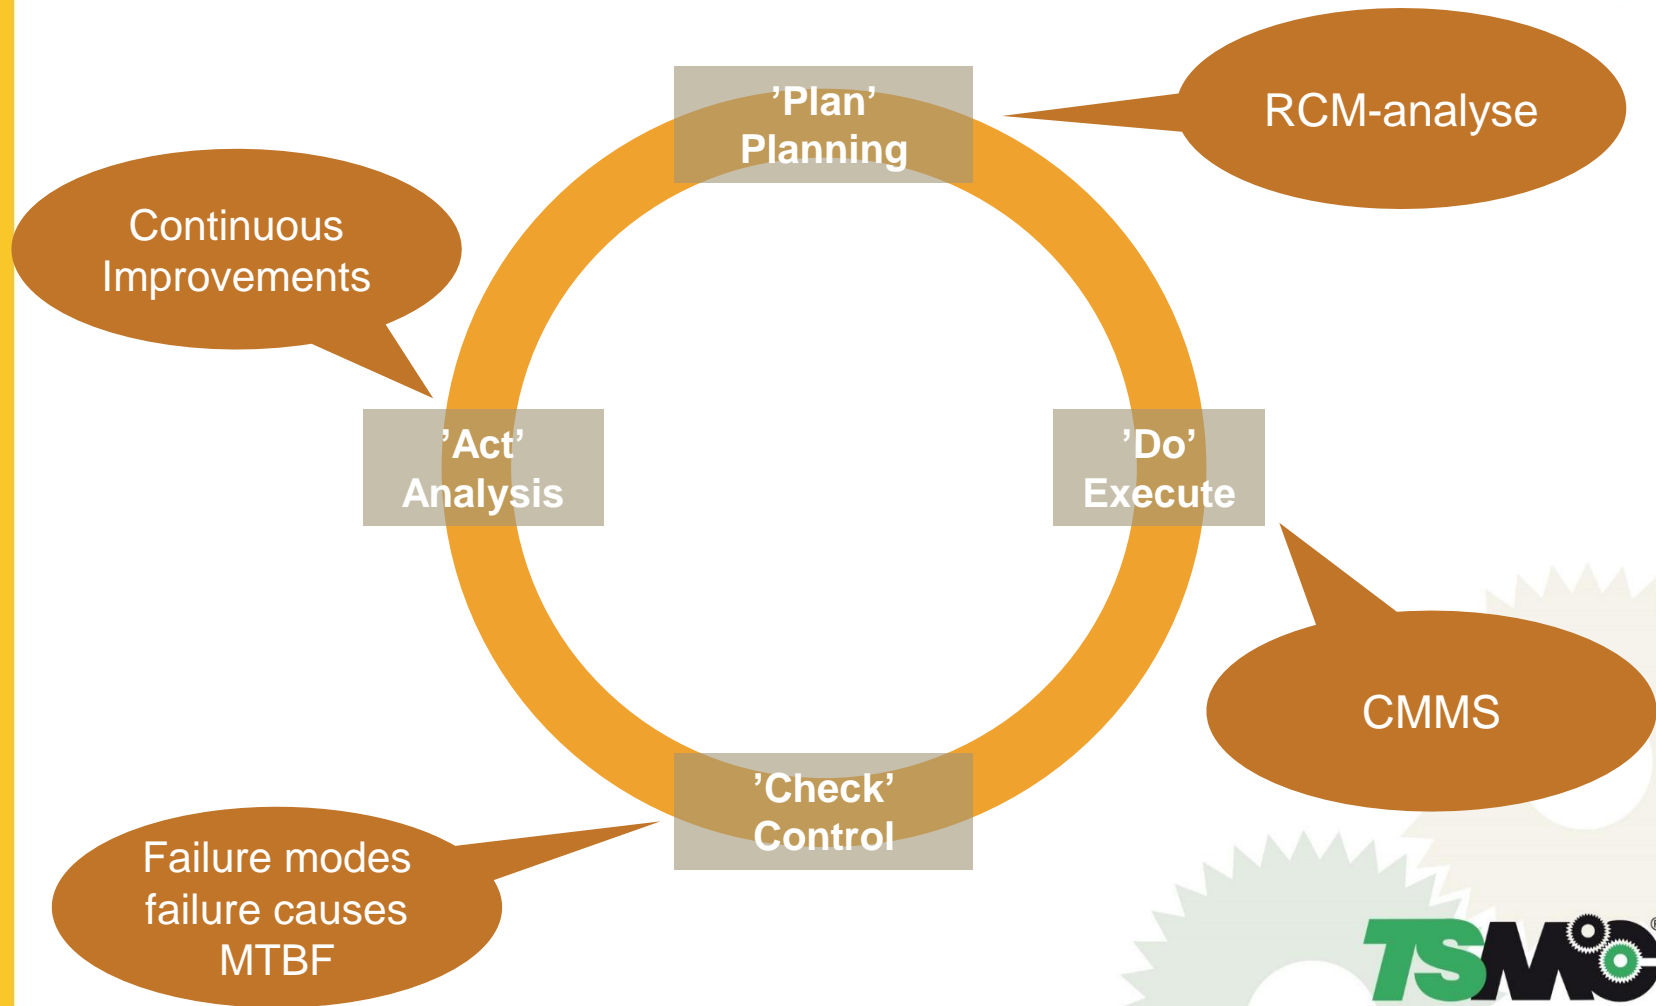 ’Plan’
Planning
RCM-analyse
Continuous
Improvements
’Act’
Analysis
’Do’
Execute
CMMS
’Check’
Control
Failure modes
failure causes
MTBF
TSMC®